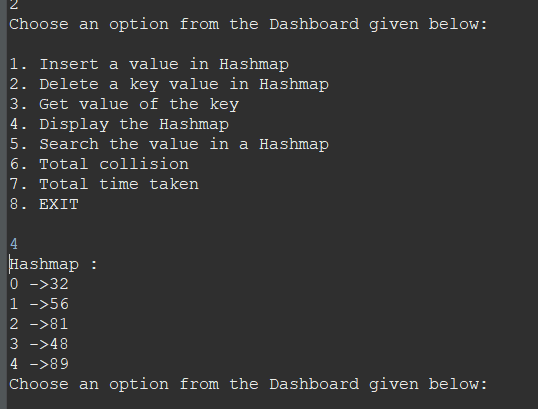 2
Choose an option from the Dashboard given below:
1. Insert a value in Hashmap
2. Delete a key value in Hashmap
3. Get value of the key
4. Display the Hashmap
5. Search the value in a Hashmap
6. Total collision
7. Total time taken
8. EXIT
4
Hashmap :
0 ->32
1 ->56
2 ->81
3 ->48
4 ->89
Choose an option from the Dashboard given below: